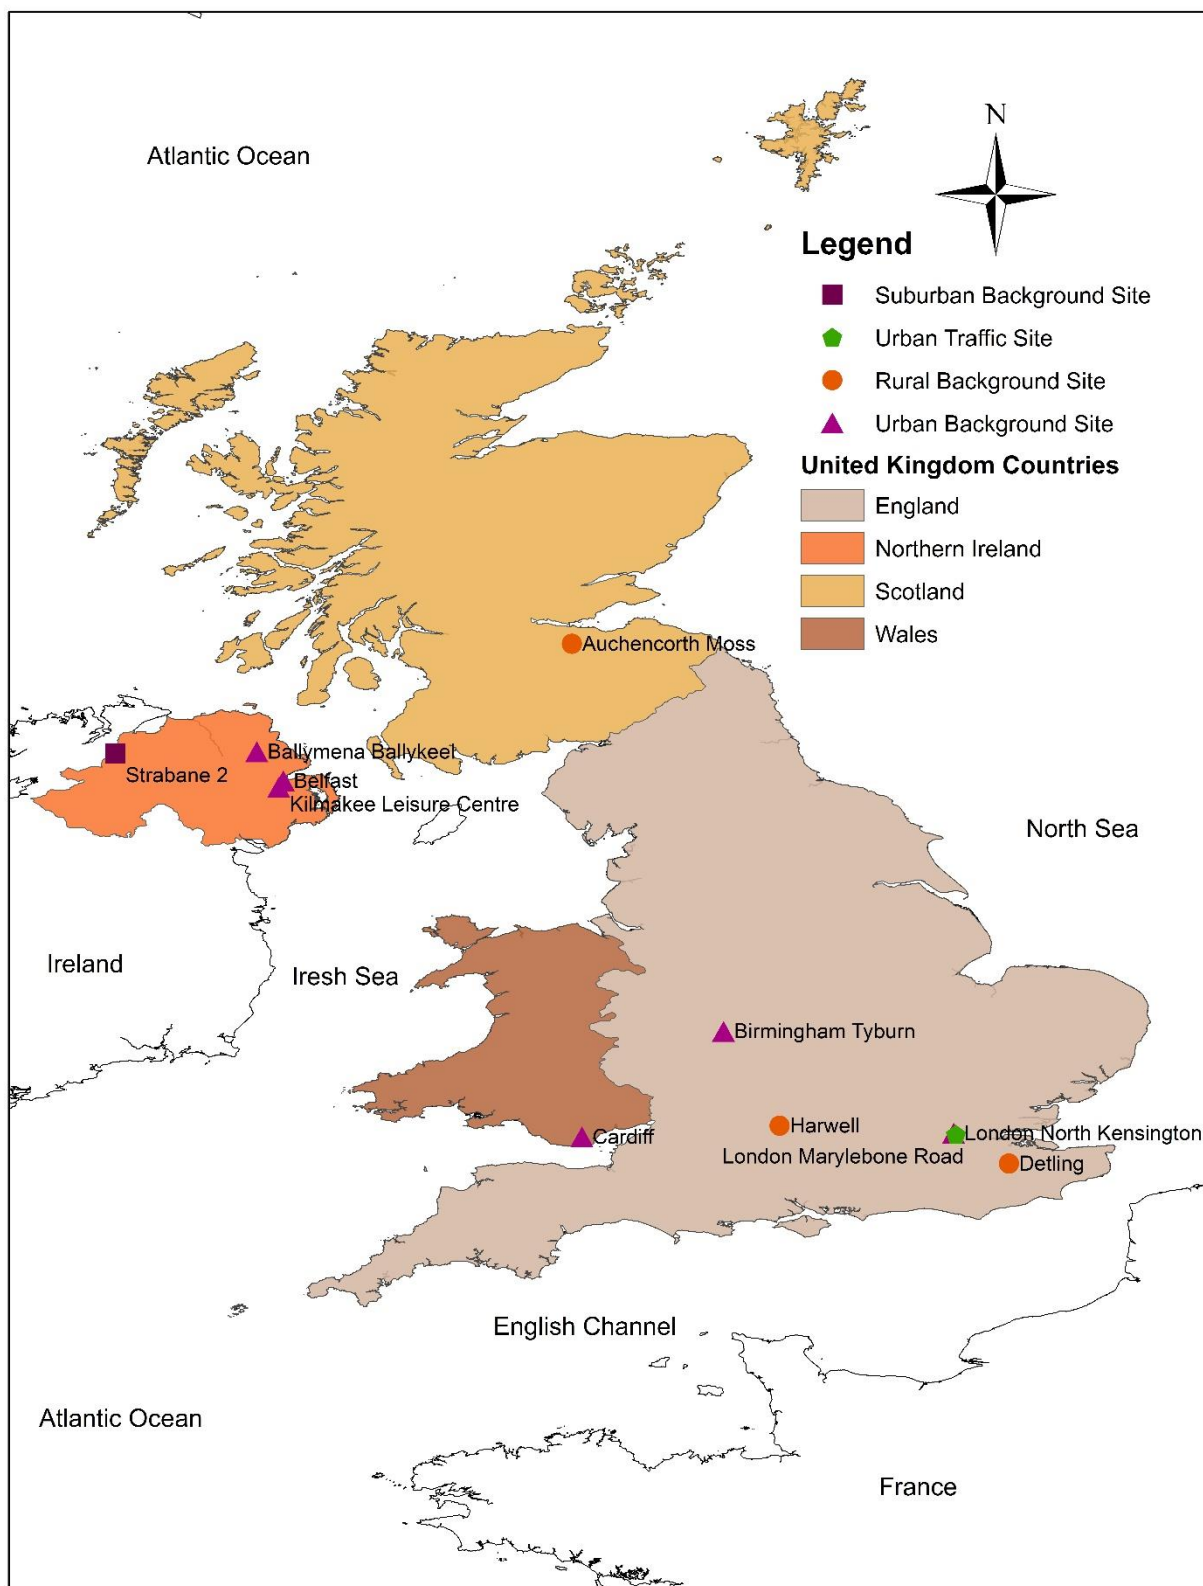 Atlantic Ocean
N
Legend
Suburban Background Site
Urban Traffic Site
Rural Background Site
Urban Background Site
United Kingdom Countries
England
Northern Ireland
Scotland
Wales
Auchencorth Moss
Ballymena Ballykeel
Strabane 2
Belfast
Kilmakee Leisure Centre
North Sea
Ireland
Iresh Sea
Birmingham Tyburn
Harwell
Cardiff
London North Kensington
London Marylebone Road
Detling
English Channel
Atlantic Ocean
France